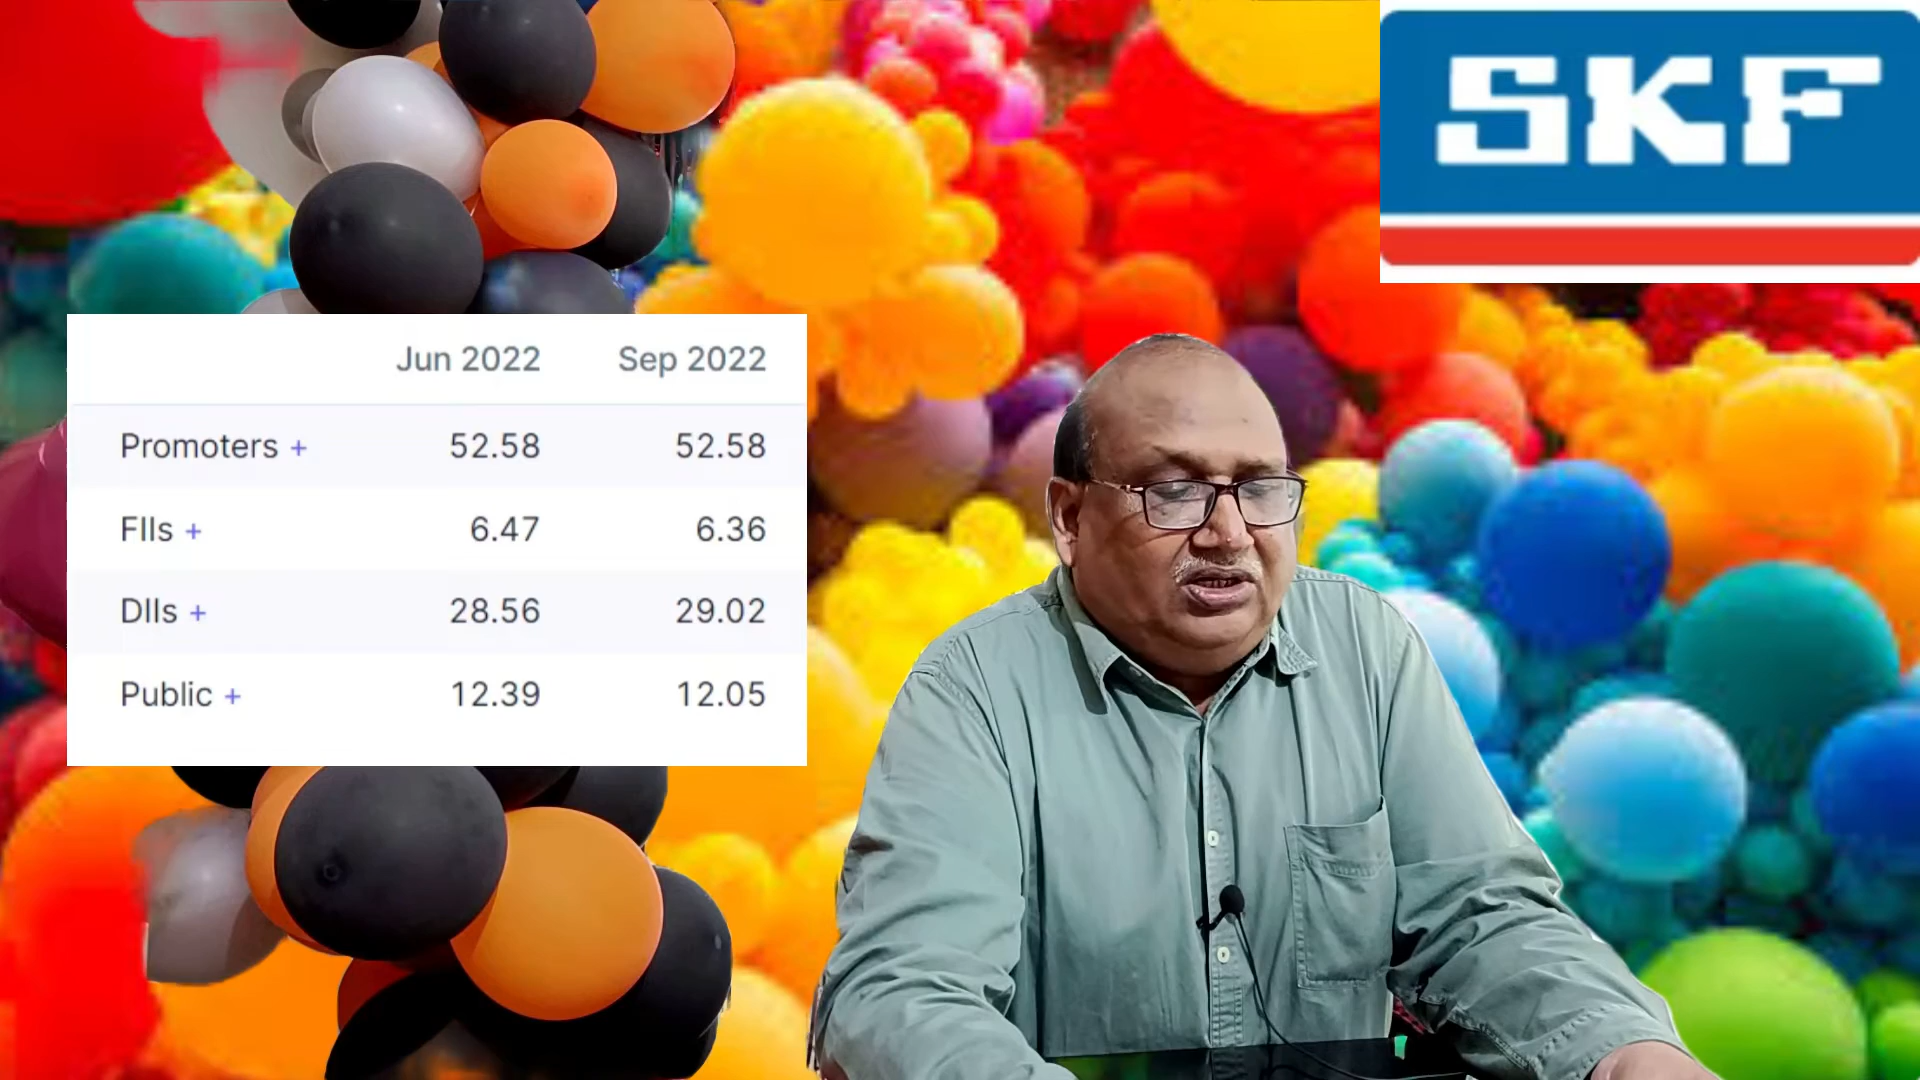 SKF
Jun 2022 Sep 2022
Promoters + 52.58 52.58
FIIs + 6.47 6.36
DIIs + 28.56 29.02
Public + 12.39 12.05